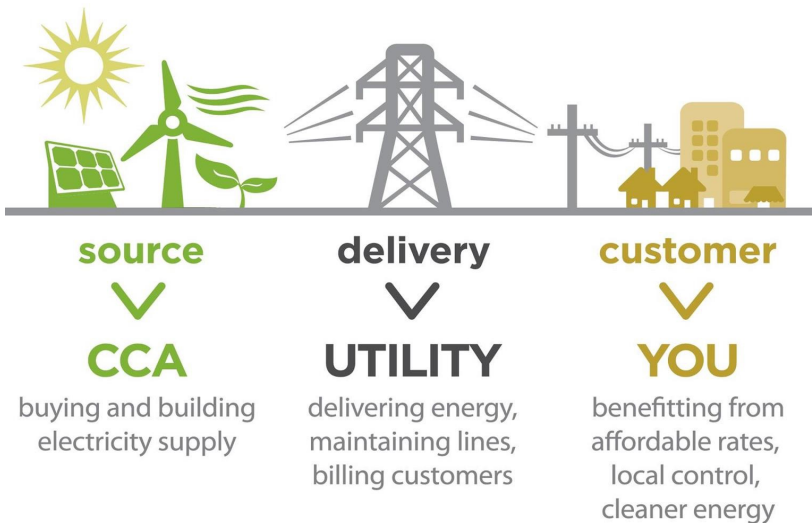 source
CCA
buying and building
electricity supply
delivery
UTILITY
delivering energy,
maintaining lines,
billing customers
customer
YOU
benefitting from
affordable rates,
local control,
cleaner energy